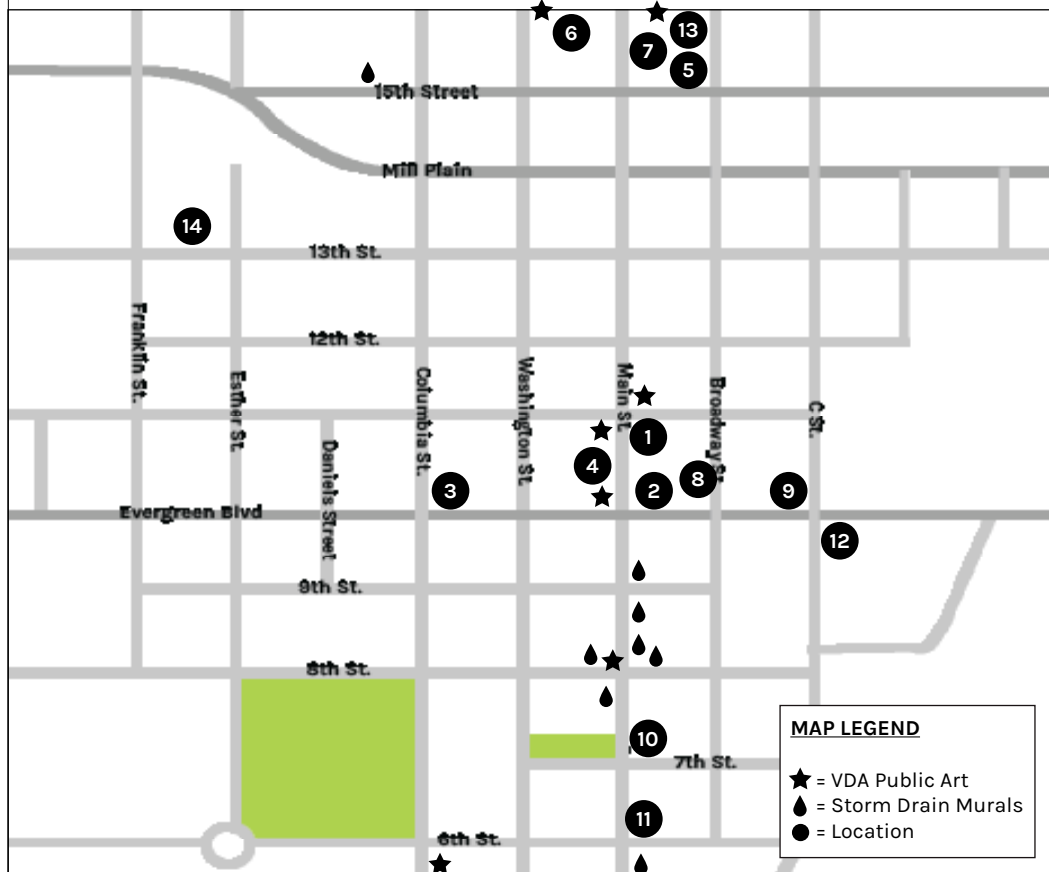 6
13
7
5
15th Street
Mill Plain
14
13th St.
12th St.
Franklin St.
Esther St.
Daniels Street
Columbia St.
Washington St.
Main St.
Broadway St.
C St.
1
4
3
2
8
9
Evergreen Blvd
12
9th St.
8th St.
10
7th St.
11
6th St.
MAP LEGEND
= VDA Public Art
= Storm Drain Murals
= Location